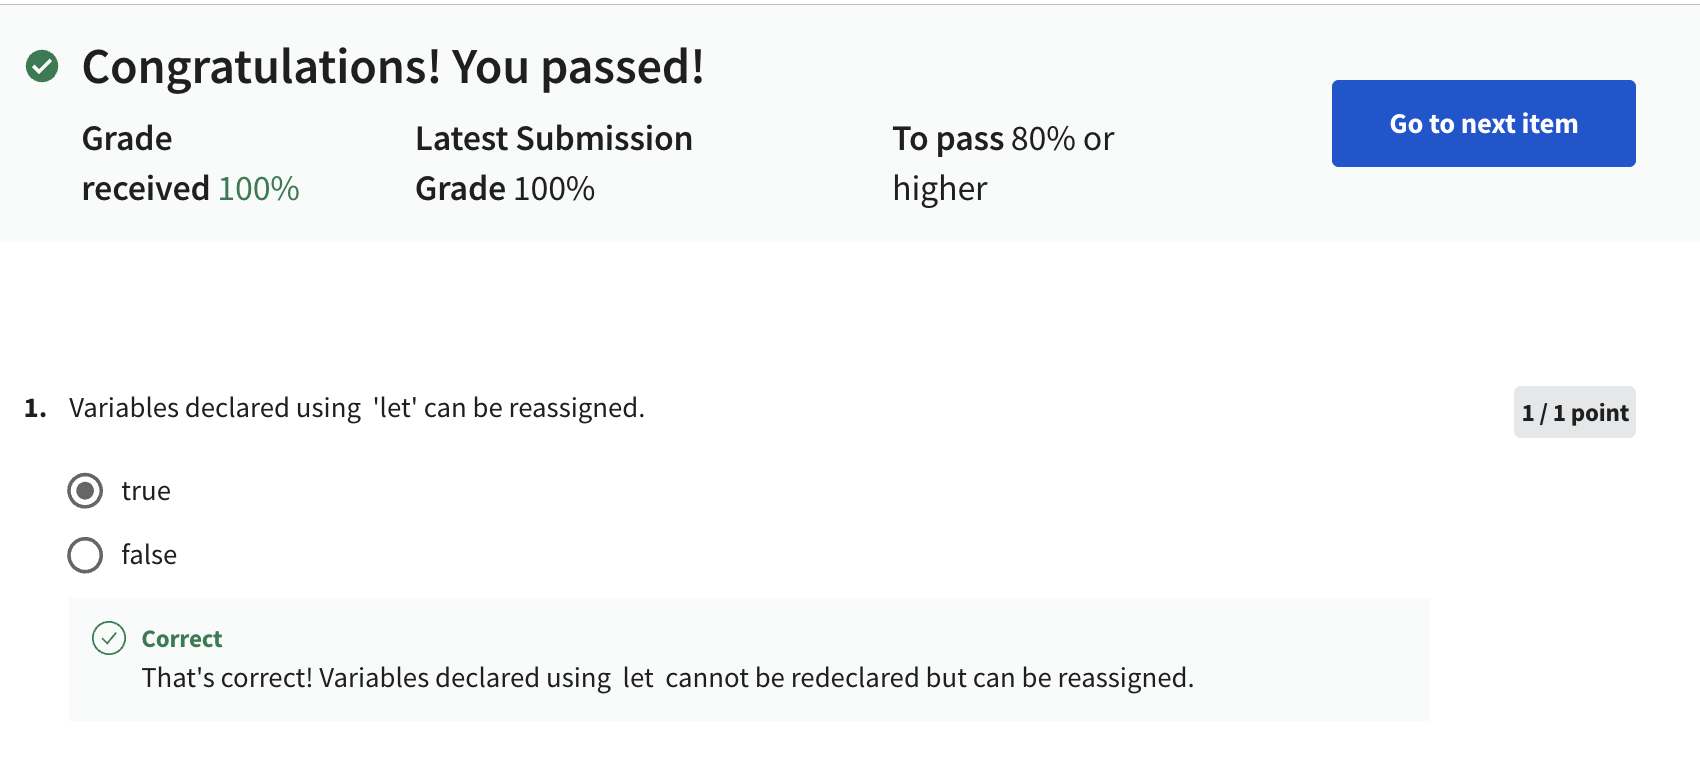 Congratulations! You passed!
Grade
received 100%
Latest Submission
Grade 100%
To pass 80% or
higher
Go to next item
1. Variables declared using 'let' can be reassigned.
1 / 1 point
true
false
Correct
That's correct! Variables declared using let cannot be redeclared but can be reassigned.